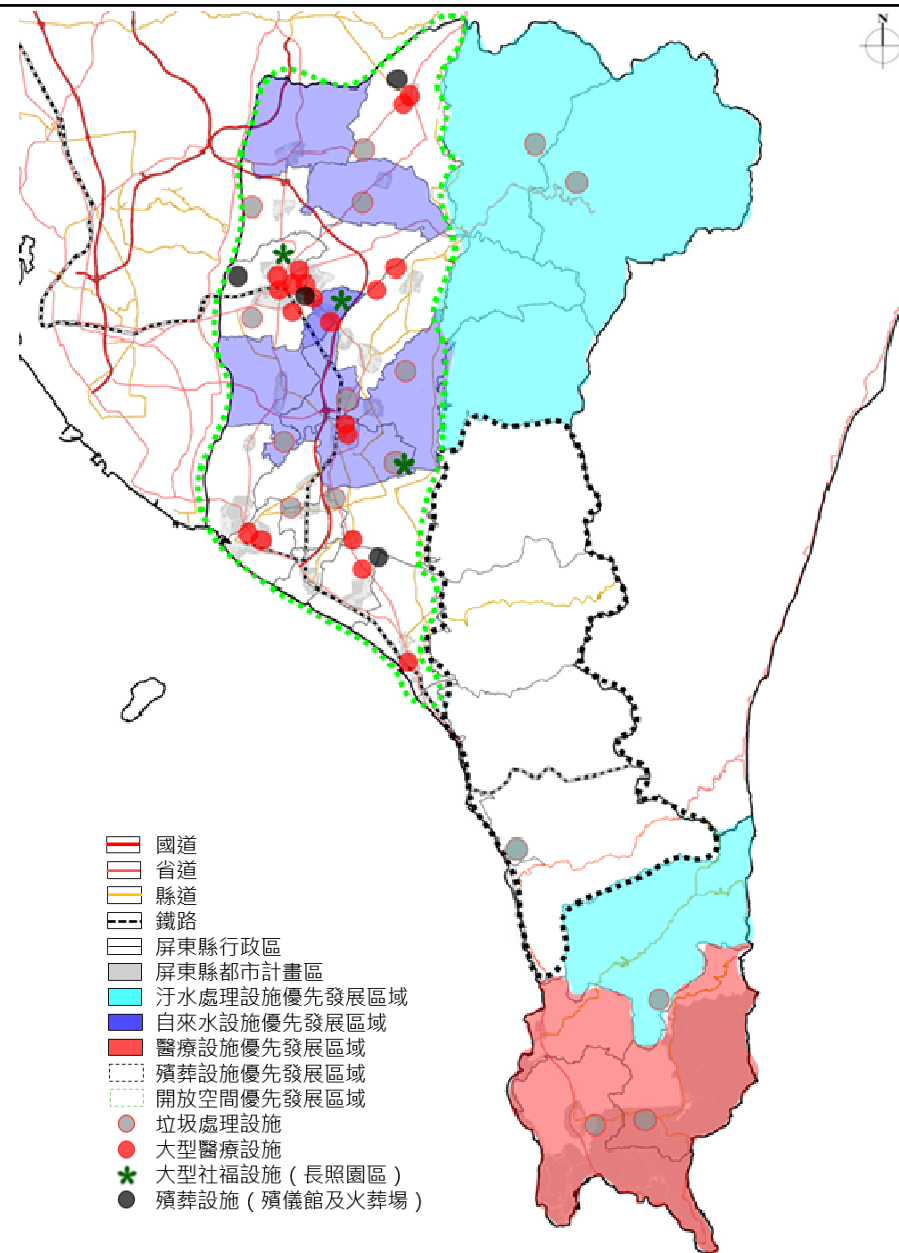 N
國道
省道
縣道
鐵路
屏東縣行政區
屏東縣都市計畫區
汙水處理設施優先發展區域
自來水設施優先發展區域
醫療設施優先發展區域
殯葬設施優先發展區域
開放空間優先發展區域
垃圾處理設施
大型醫療設施
大型社福設施（長照園區）
殯葬設施（殯儀館及火葬場）